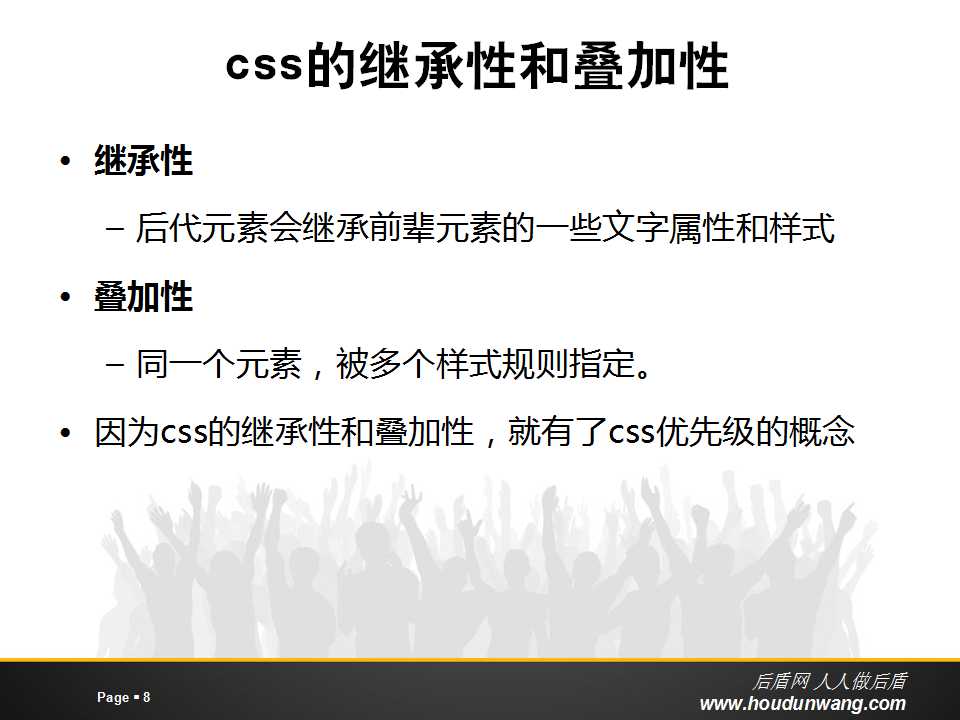 css的继承性和叠加性
• 继承性
– 后代元素会继承前辈元素的一些文字属性和样式
• 叠加性
– 同一个元素，被多个样式规则指定。
• 因为css的继承性和叠加性，就有了css优先级的概念
Page ▪ 8
后盾网 人人做后盾
www.houdunwang.com